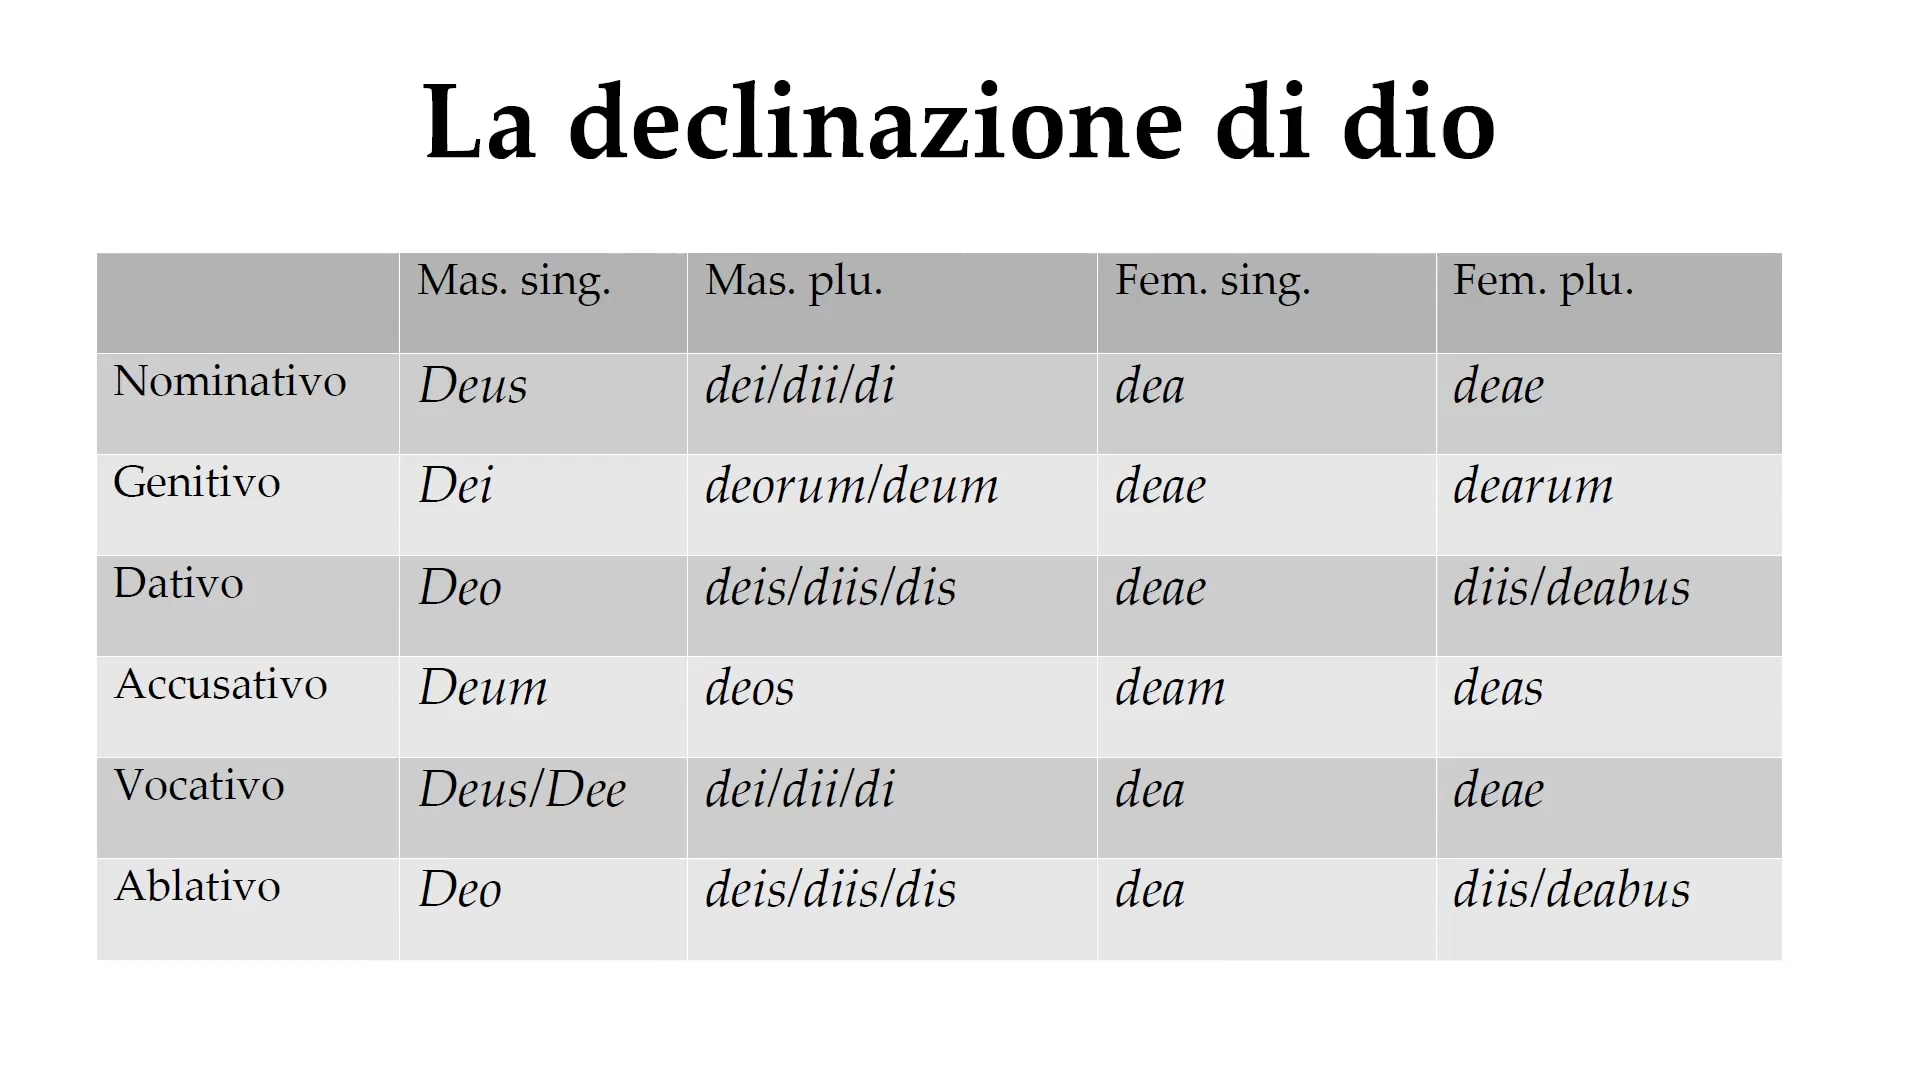 La declinazione di dio
Mas. sing. Mas. plu. Fem. sing. Fem. plu.
Nominativo Deus dei/dii/di dea deae
Genitivo Dei deorum/deum deae dearum
Dativo Deo deis/diis/dis deae diis/deabus
Accusativo Deum deos deam deas
Vocativo Deus/Dee dei/dii/di dea deae
Ablativo Deo deis/diis/dis dea diis/deabus